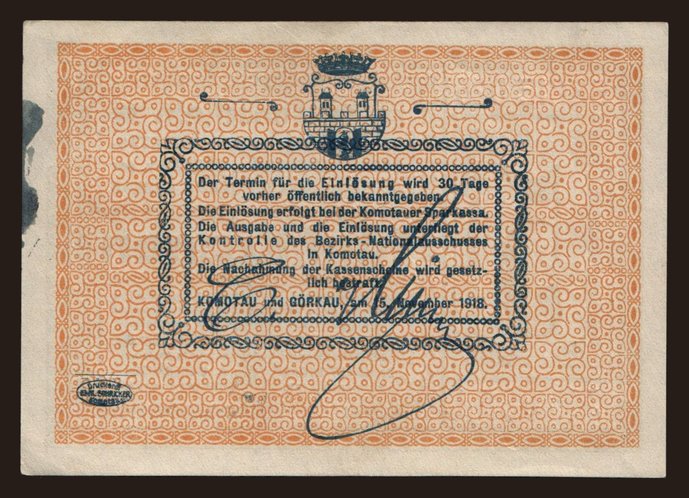 Der Termin für die Einlösung wird 30 Tage
vorher öffentlich bekanntgegeben.
Die Einlösung erfolgt bei der Komotauer Sparkassa.
Die Ausgabe und die Einlösung unterliegt der
Kontrolle des Bezirks-Nationalausschusses
in Komotau.
Die Nachahmung der Kassenscheine wird gesetz-
lich bestraft.
KOMOTAU und GÖRKAU, am 15. November 1918.
Druckerei